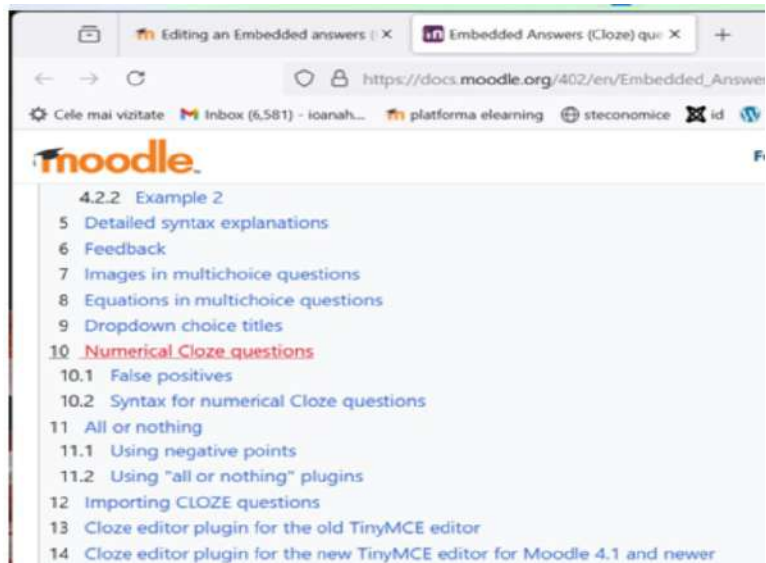 Editing an Embedded answers (
Embedded Answers (Cloze) que
https://docs.moodle.org/402/en/Embedded_Answer
Cele mai vizitate Inbox (6,581) - ioanah... platforma elearning steconomice id
moodle
4.2.2 Example 2
5 Detailed syntax explanations
6 Feedback
7 Images in multichoice questions
8 Equations in multichoice questions
9 Dropdown choice titles
10 Numerical Cloze questions
10.1 False positives
10.2 Syntax for numerical Cloze questions
11 All or nothing
11.1 Using negative points
11.2 Using "all or nothing" plugins
12 Importing CLOZE questions
13 Cloze editor plugin for the old TinyMCE editor
14 Cloze editor plugin for the new TinyMCE editor for Moodle 4.1 and newer